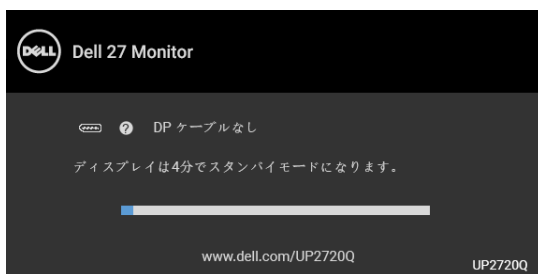 DELL Dell 27 Monitor
DP ケーブルなし
ディスプレイは4分でスタンバイモードになります。
www.dell.com/UP2720Q
UP2720Q